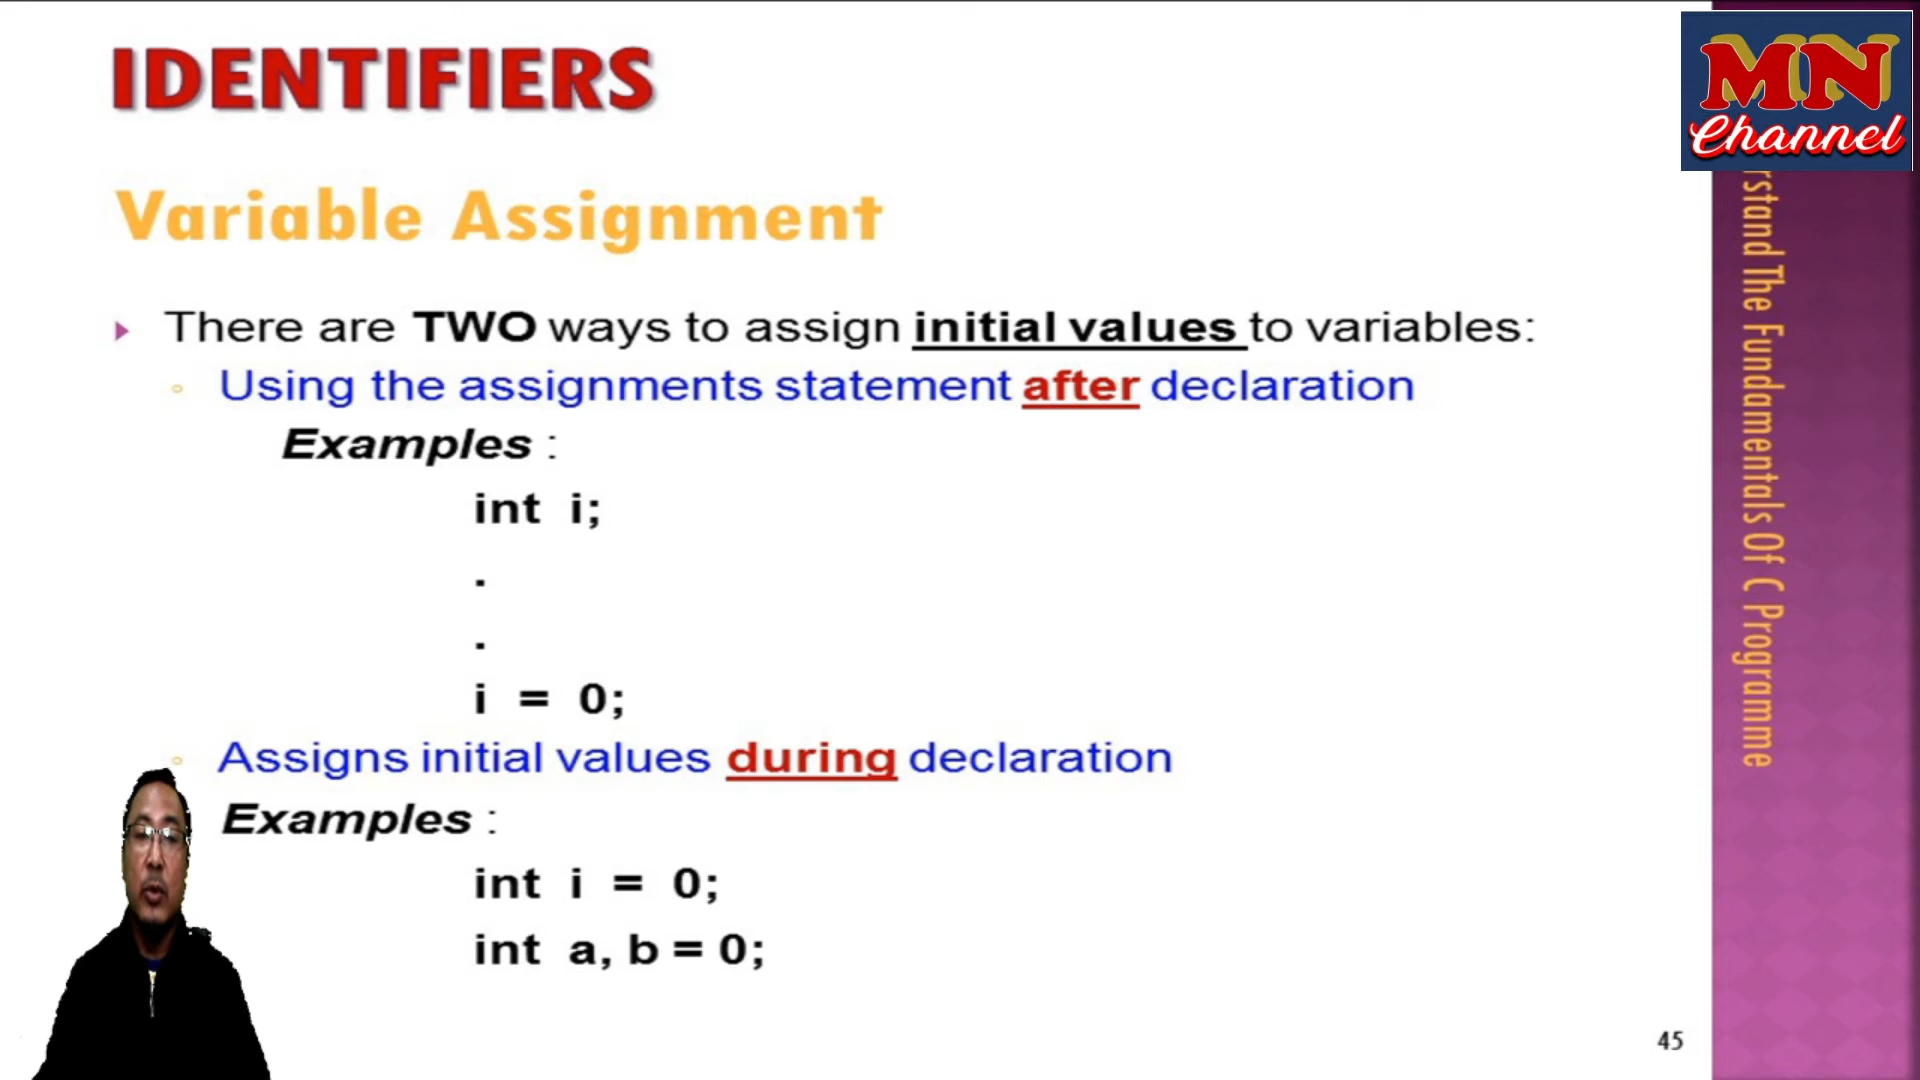 IDENTIFIERS
MN
Channel
Variable Assignment
There are TWO ways to assign initial values to variables:
Using the assignments statement after declaration
Examples :
int i;
.
.
i = 0;
Assigns initial values during declaration
Examples :
int i = 0;
int a, b = 0;
rstand The Fundamentals Of C Programme
45